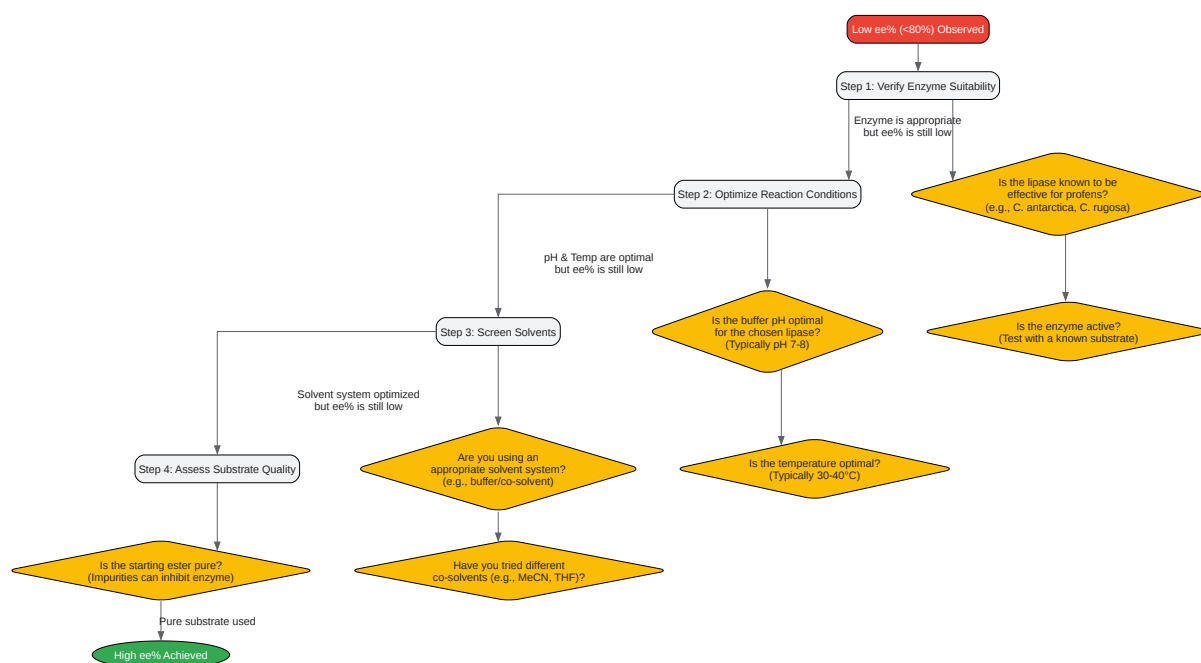 Low ee% (<80%) Observed
Step 1: Verify Enzyme Suitability
Enzyme is appropriate
but ee% is still low
Is the lipase known to be
effective for profens?
(e.g., C. antarctica, C. rugosa)
Step 2: Optimize Reaction Conditions
pH & Temp are optimal
but ee% is still low
Is the buffer pH optimal
for the chosen lipase?
(Typically pH 7-8)
Is the enzyme active?
(Test with a known substrate)
Step 3: Screen Solvents
Solvent system optimized
but ee% is still low
Are you using an
appropriate solvent system?
(e.g., buffer/co-solvent)
Is the temperature optimal?
(Typically 30-40°C)
Step 4: Assess Substrate Quality
Is the starting ester pure?
(Impurities can inhibit enzyme)
Have you tried different
co-solvents (e.g., MeCN, THF)?
Pure substrate used
High ee% Achieved